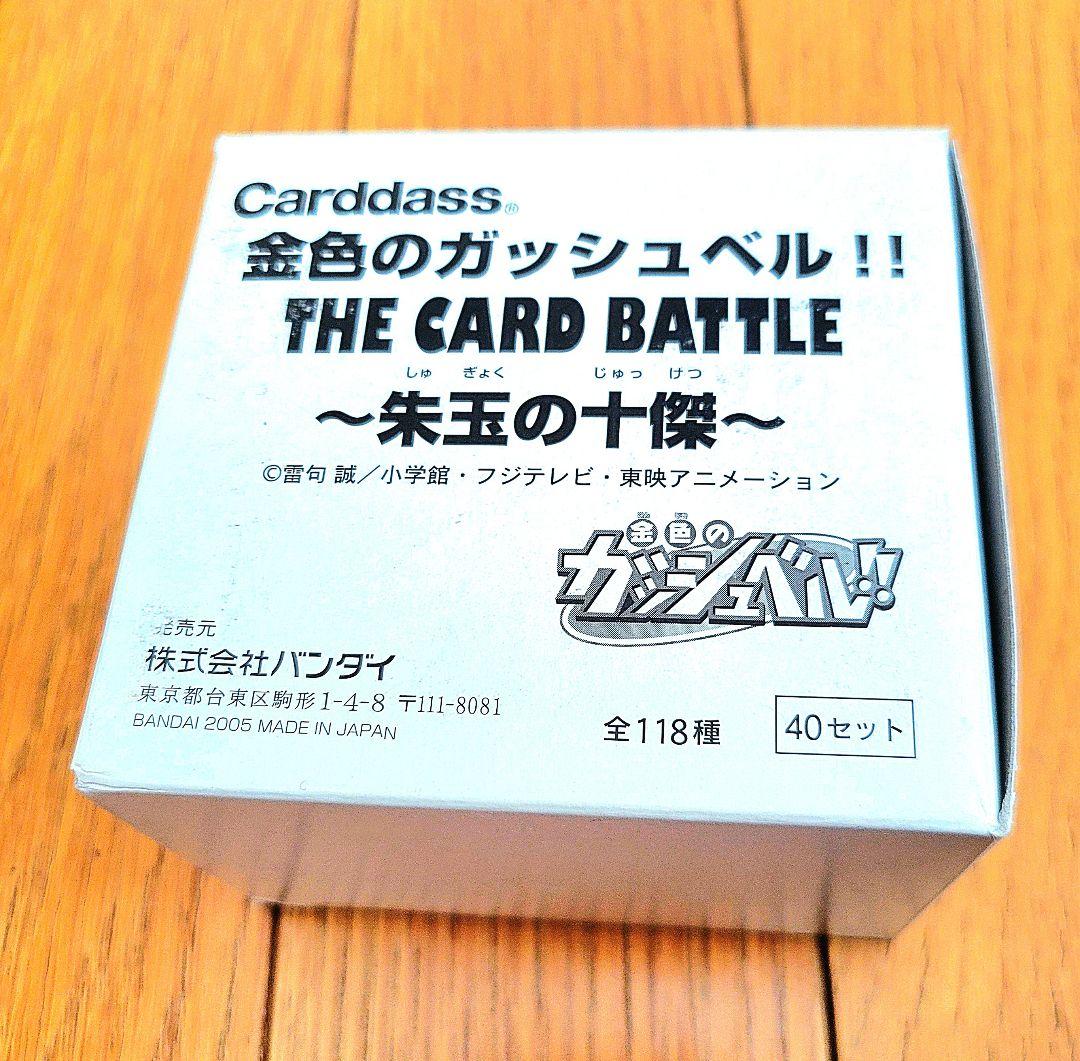 Carddass®
金色のガッシュベル!!
THE CARD BATTLE
しゅ ぎょく じゅっ けつ
～朱玉の十傑～
©雷句 誠／小学館・フジテレビ・東映アニメーション
金色の
ガッシュベル!!
発売元
株式会社バンダイ
東京都台東区駒形1-4-8 〒111-8081
BANDAI 2005 MADE IN JAPAN
全118種
40セット